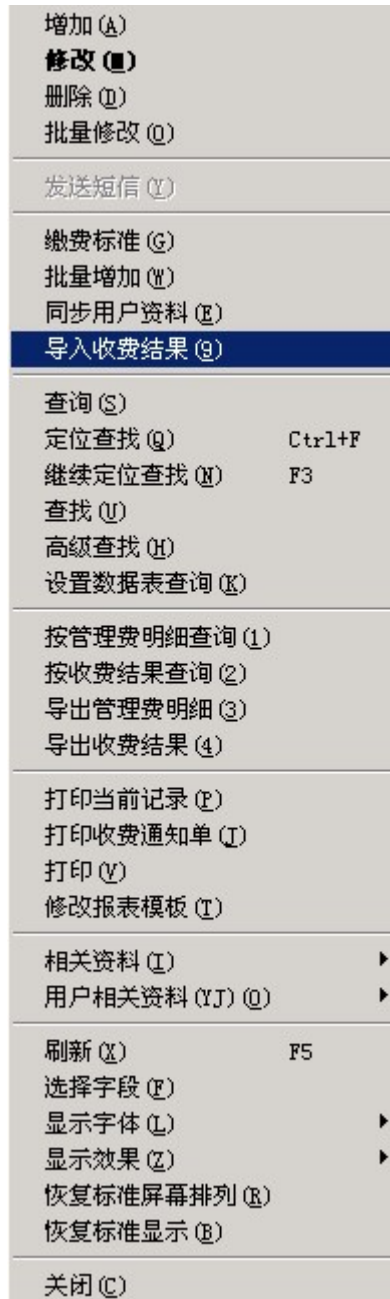 增加(A)
修改(M)
删除(D)
批量修改(O)
发送短信(Y)
缴费标准(G)
批量增加(W)
同步用户资料(E)
导入收费结果(9)
查询(S)
定位查找(Q) Ctrl+F
继续定位查找(N) F3
查找(U)
高级查找(H)
设置数据表查询(K)
按管理费明细查询(1)
按收费结果查询(2)
导出管理费明细(3)
导出收费结果(4)
打印当前记录(P)
打印收费通知单(J)
打印(V)
修改报表模板(T)
相关资料(I)
用户相关资料(YJ)(O)
刷新(X) F5
选择字段(F)
显示字体(L)
显示效果(Z)
恢复标准屏幕排列(R)
恢复标准显示(B)
关闭(C)